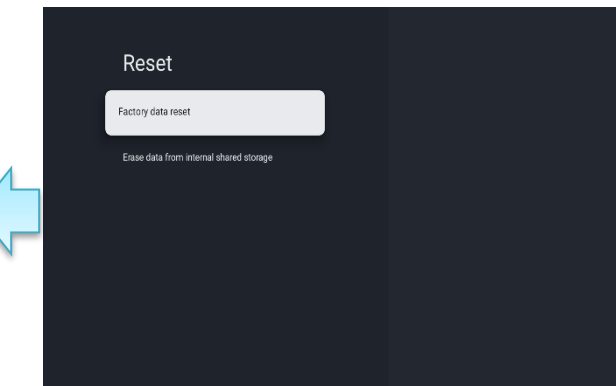 Reset
Factory data reset
Erase data from internal shared storage